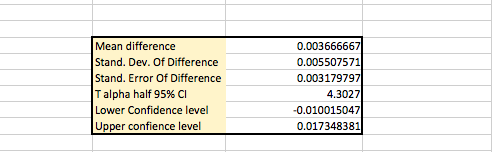 Mean difference 0.003666667
Stand. Dev. Of Difference 0.005507571
Stand. Error Of Difference 0.003179797
T alpha half 95% CI 4.3027
Lower Confidence level -0.010015047
Upper confience level 0.017348381